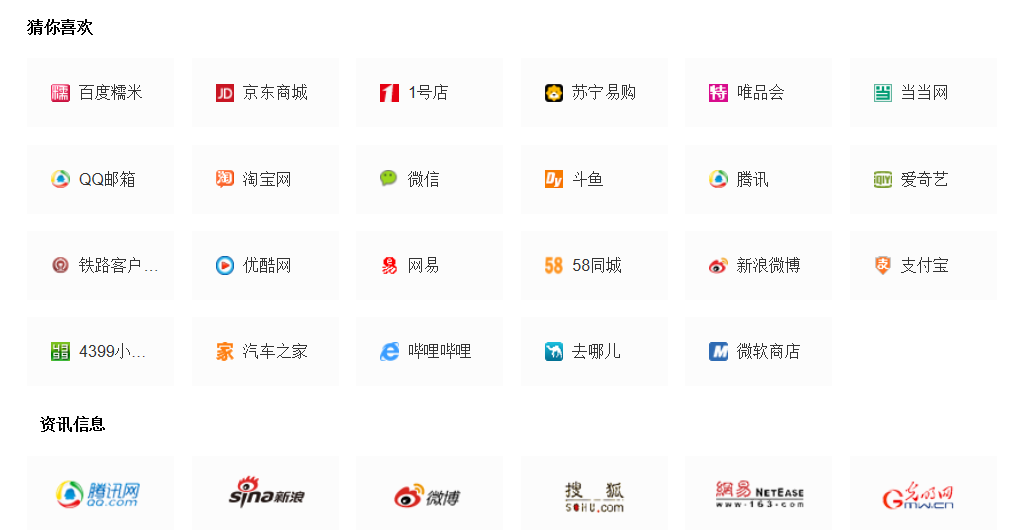 猜你喜欢
糯 百度糯米 JD 京东商城 1 1号店 苏宁易购 特 唯品会 当 当当网
QQ邮箱 淘 淘宝网 微信 Dy 斗鱼 腾讯 QIY 爱奇艺
铁路客户... 优酷网 易 网易 58 58同城 新浪微博 支 支付宝
4399 4399小... 家 汽车之家 哔哩哔哩 去哪儿 M 微软商店
资讯信息
腾讯网 QQ.com sina新浪 微博 搜狐 SOHU.com 網易 NETEASE www.163.com 光明网 GMW.CN